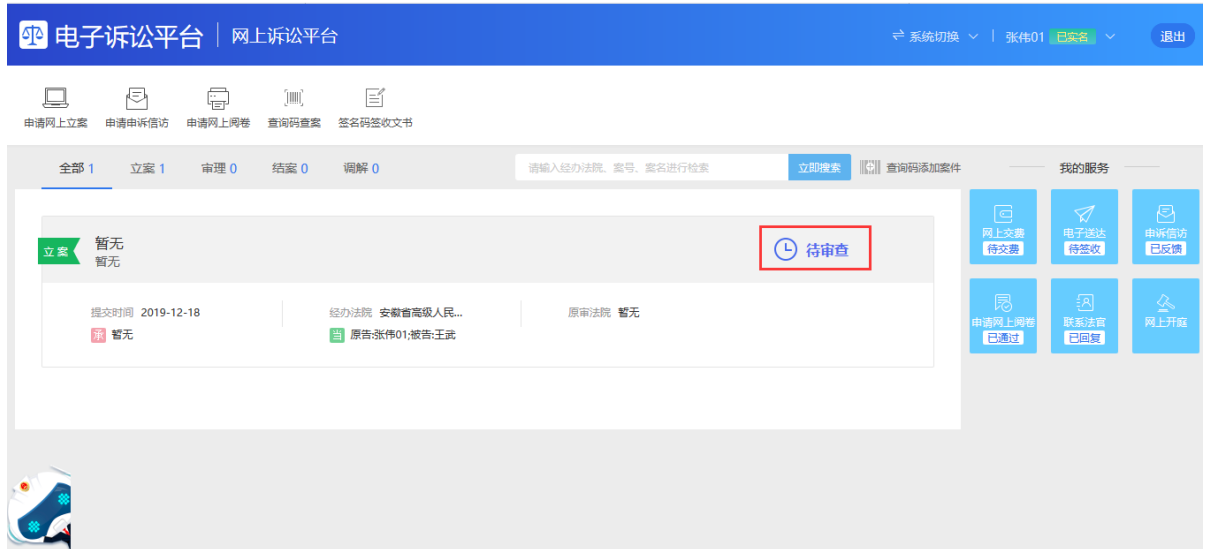 电子诉讼平台 网上诉讼平台 系统切换 张伟01 已实名 退出
申请网上立案 申请申诉信访 申请网上阅卷 查询码查案 签名码签收文书
全部 1 立案 1 审理 0 结案 0 调解 0 请输入经办法院、案号、案名进行检索 立即搜索 查询码添加案件 我的服务
立案 暂无 待审查
暂无
提交时间 2019-12-18 经办法院 安徽省高级人民... 原审法院 暂无
承 暂无 当 原告:张伟01;被告:王武
网上交费 电子送达 申诉信访
待交费 待签收 已反馈
申请网上阅卷 联系法官 网上开庭
已通过 已回复